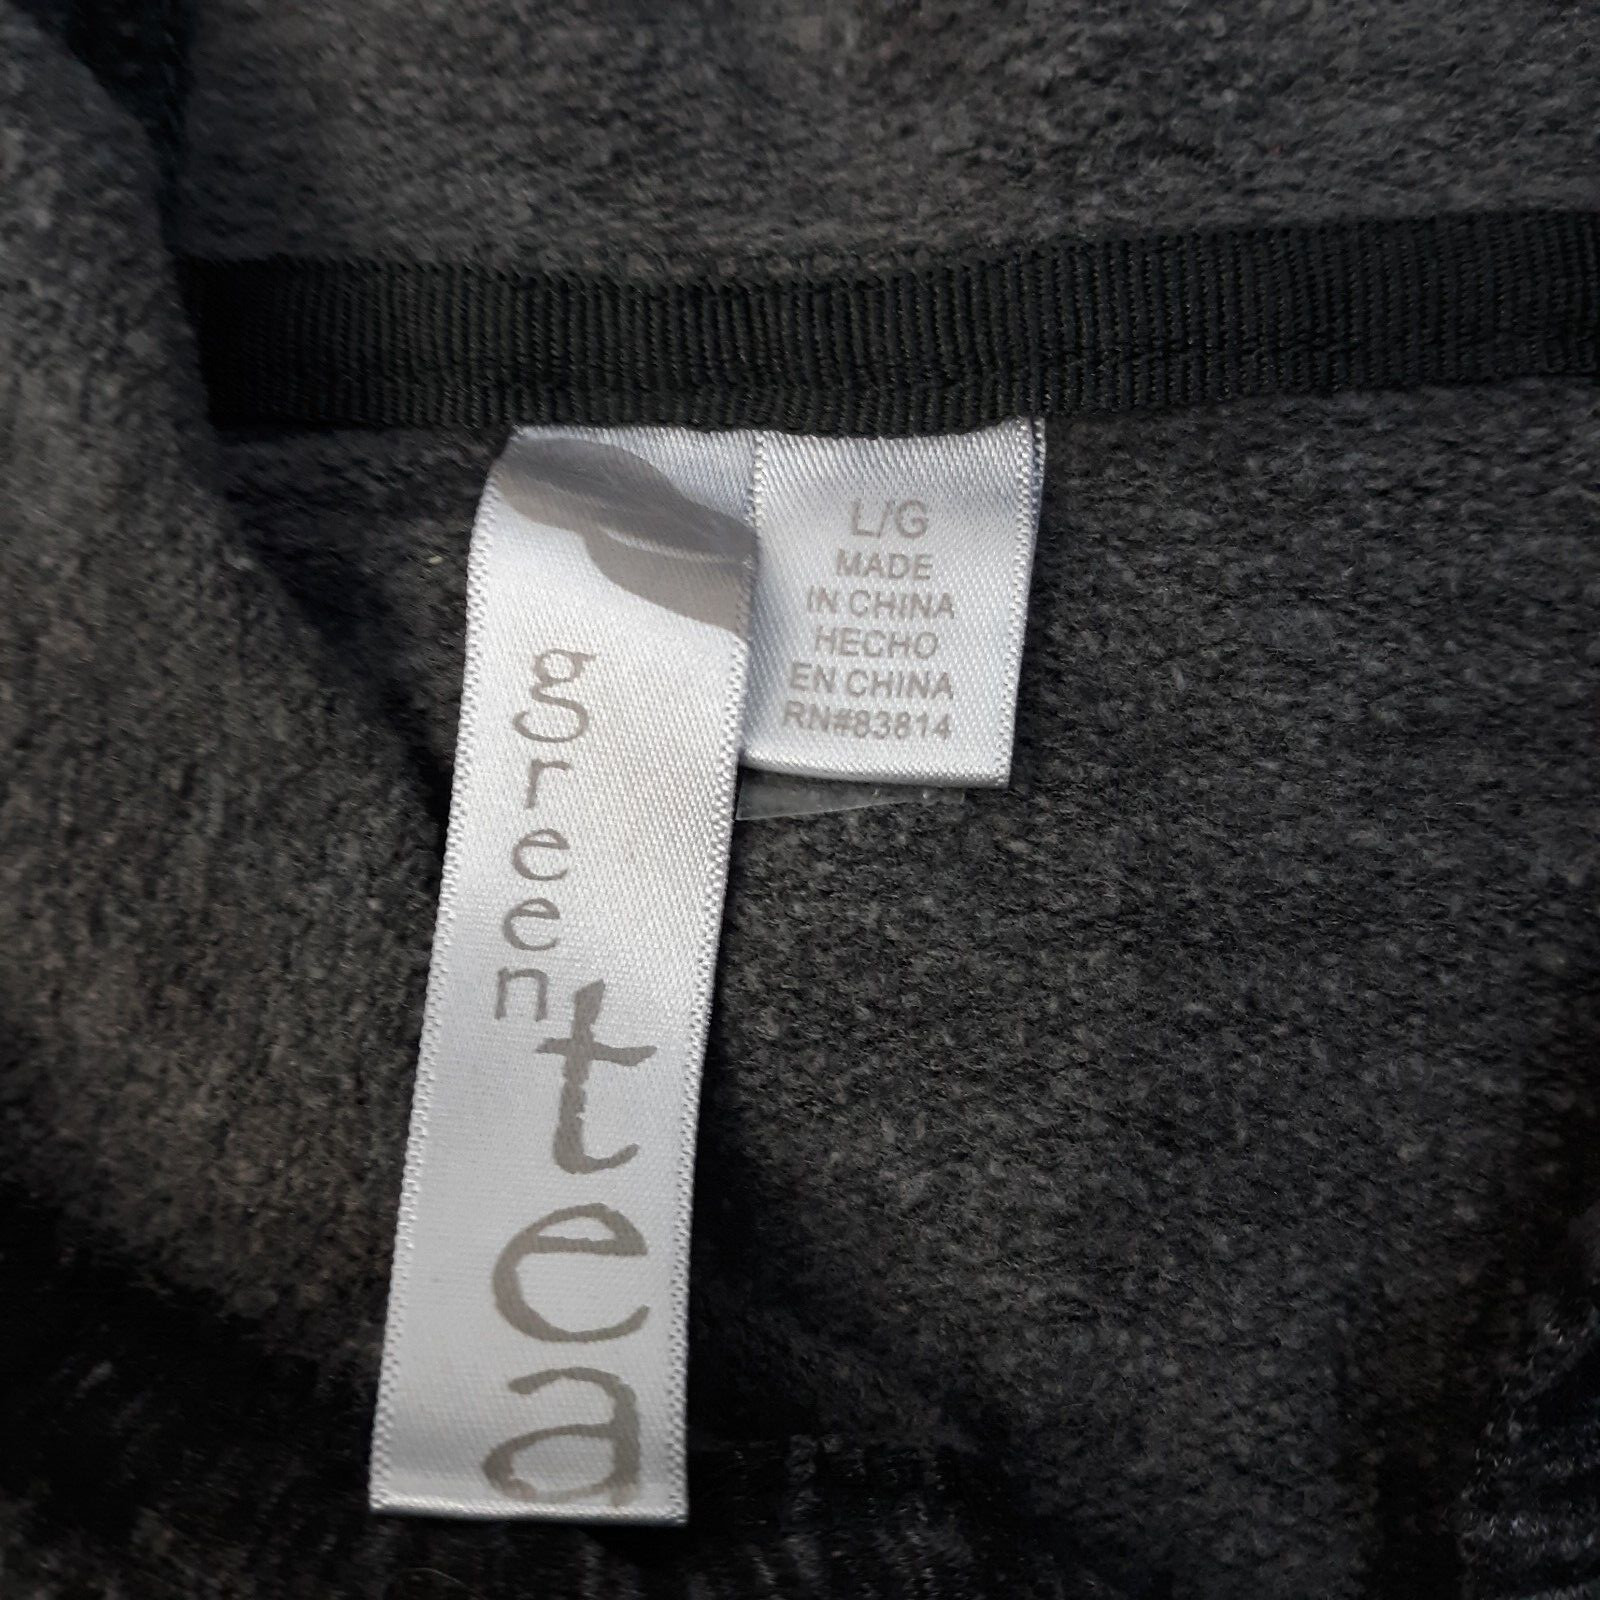 green
tea
L/G
MADE
IN CHINA
HECHO
EN CHINA
RN#83814